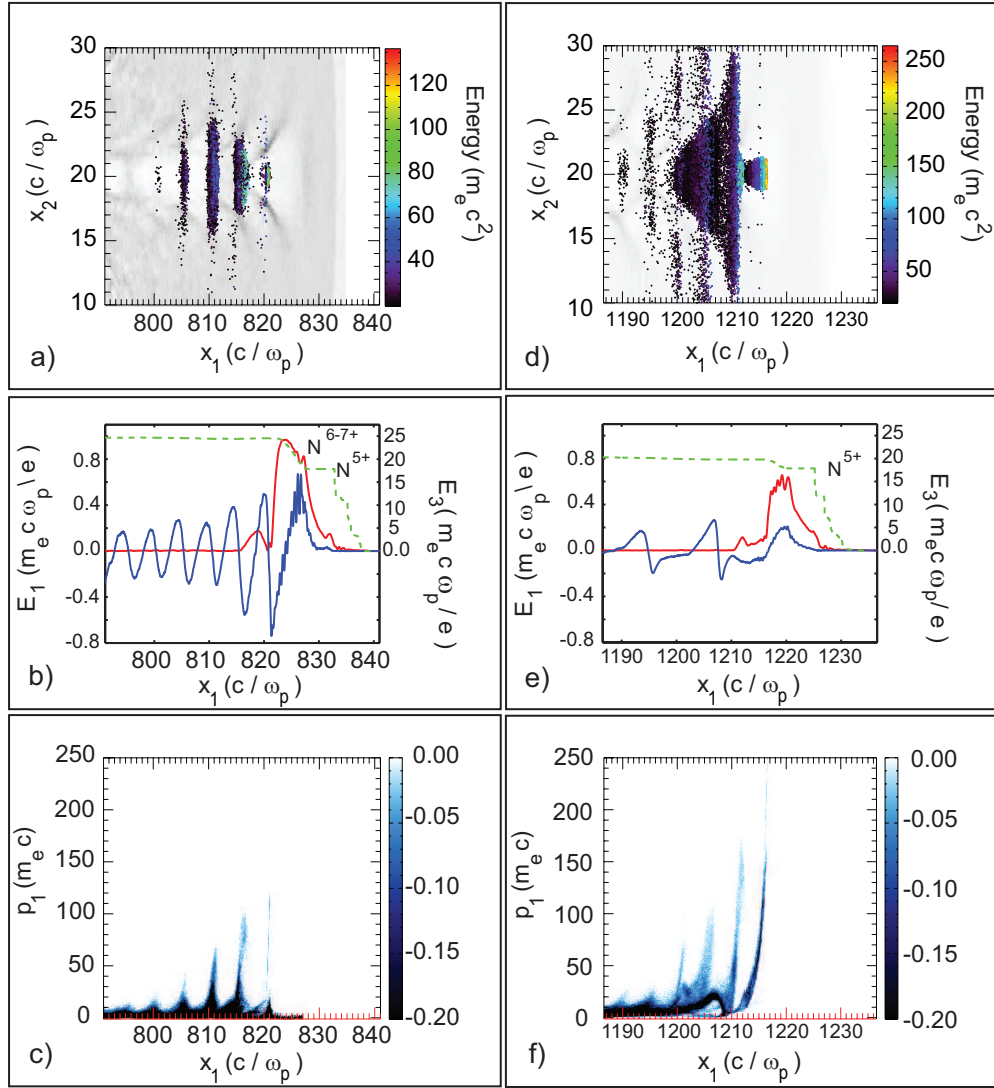 30
25
20
15
10
x2 (c / ωp)
800 810 820 830 840
x1 (c / ωp)
120
100
80
60
40
Energy (me c2)
a)
30
25
20
15
10
x2 (c / ωp)
1190 1200 1210 1220 1230
x1 (c / ωp)
250
200
150
100
50
Energy (me c2)
d)
0.8
0.4
0.0
-0.4
-0.8
E1 (me c ωp \ e)
N6-7+
N5+
25
20
15
10
5
0.0
E3 ( me c ωp / e)
800 810 820 830 840
x1 (c / ωp)
b)
0.8
0.4
0.0
-0.4
-0.8
E1 (me c ωp \ e)
N5+
25
20
15
10
5
0.0
E3 ( me c ωp / e)
1190 1200 1210 1220 1230
x1 (c / ωp)
e)
250
200
150
100
50
0
p1 (me c)
800 810 820 830 840
x1 (c / ωp)
0.00
-0.05
-0.10
-0.15
-0.20
c)
250
200
150
100
50
0
p1 (me c)
1190 1200 1210 1220 1230
x1 (c / ωp)
0.00
-0.05
-0.10
-0.15
-0.20
f)